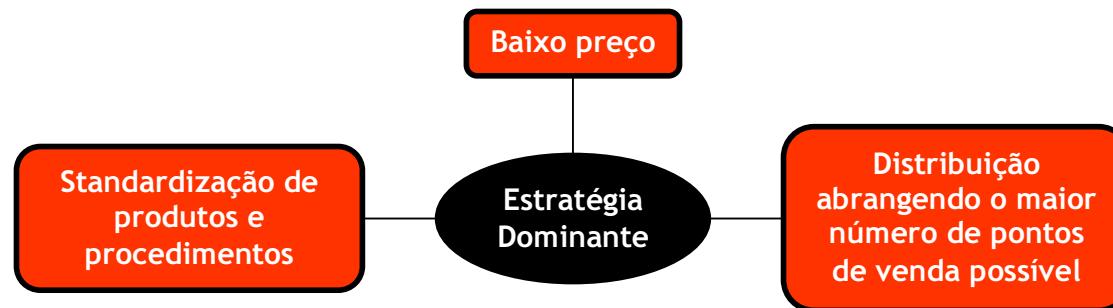 Baixo preço
Standardização de
produtos e
procedimentos
Estratégia
Dominante
Distribuição
abrangendo o maior
número de pontos
de venda possível